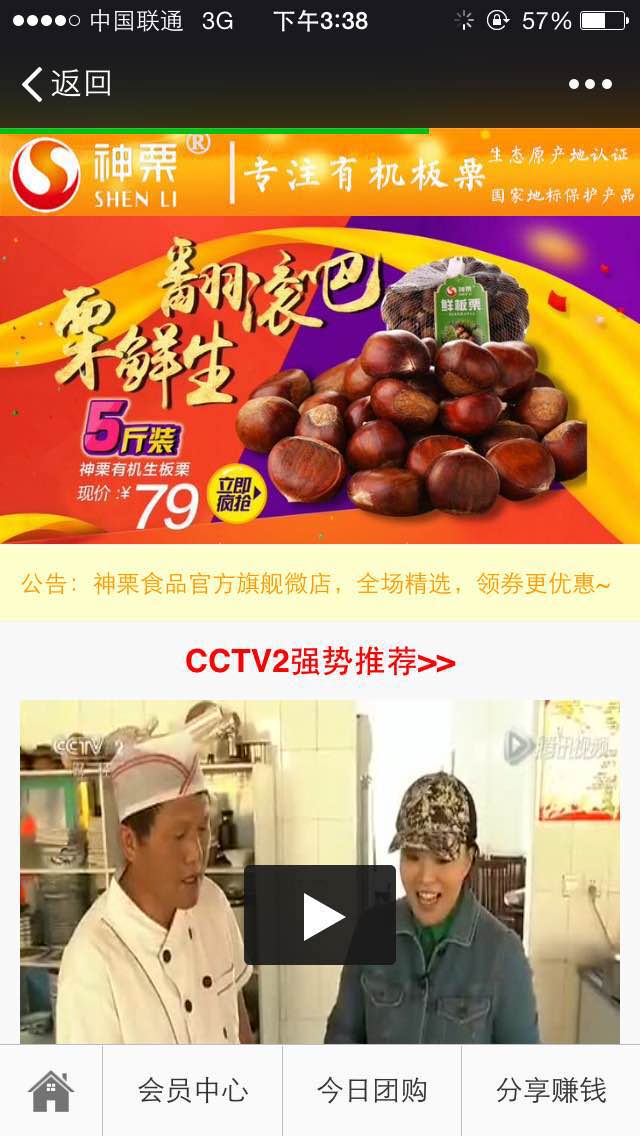 中国联通 3G 下午3:38 57%
返回
神栗®
SHEN LI
专注有机板栗
生态原产地认证
国家地标保护产品
翻滚吧
栗鲜生
神栗
鲜板栗
5斤装
神栗有机生板栗
现价:¥79
立即
疯抢
公告：神栗食品官方旗舰微店，全场精选，领券更优惠~
CCTV2强势推荐>>
CCTV 2
财经
腾讯视频
会员中心
今日团购
分享赚钱